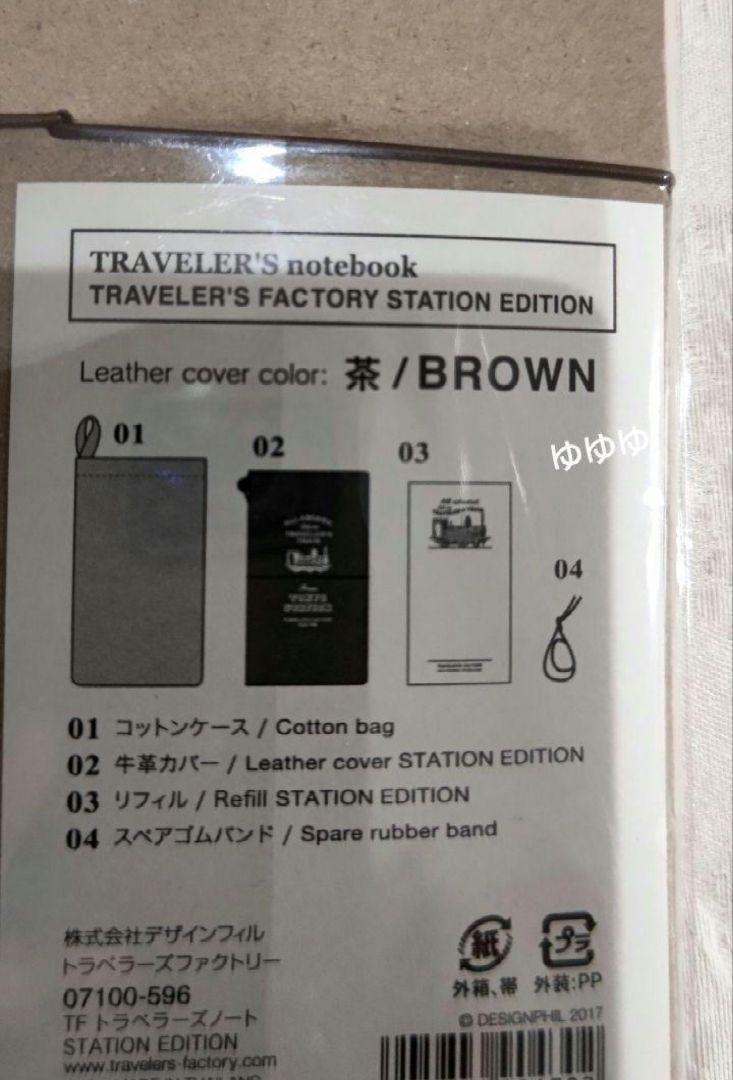 TRAVELER'S notebook
TRAVELER'S FACTORY STATION EDITION
Leather cover color: 茶 / BROWN
01
02
03
ゆゆゆ
04
01 コットンケース / Cotton bag
02 牛革カバー / Leather cover STATION EDITION
03 リフィル / Refill STATION EDITION
04 スペアゴムバンド / Spare rubber band
株式会社デザインフィル
トラベラーズファクトリー
07100-596
TF トラベラーズノート
STATION EDITION
www.travelers-factory.com
紙
プラ
外箱、帯
外装:PP
© DESIGNPHIL 2017